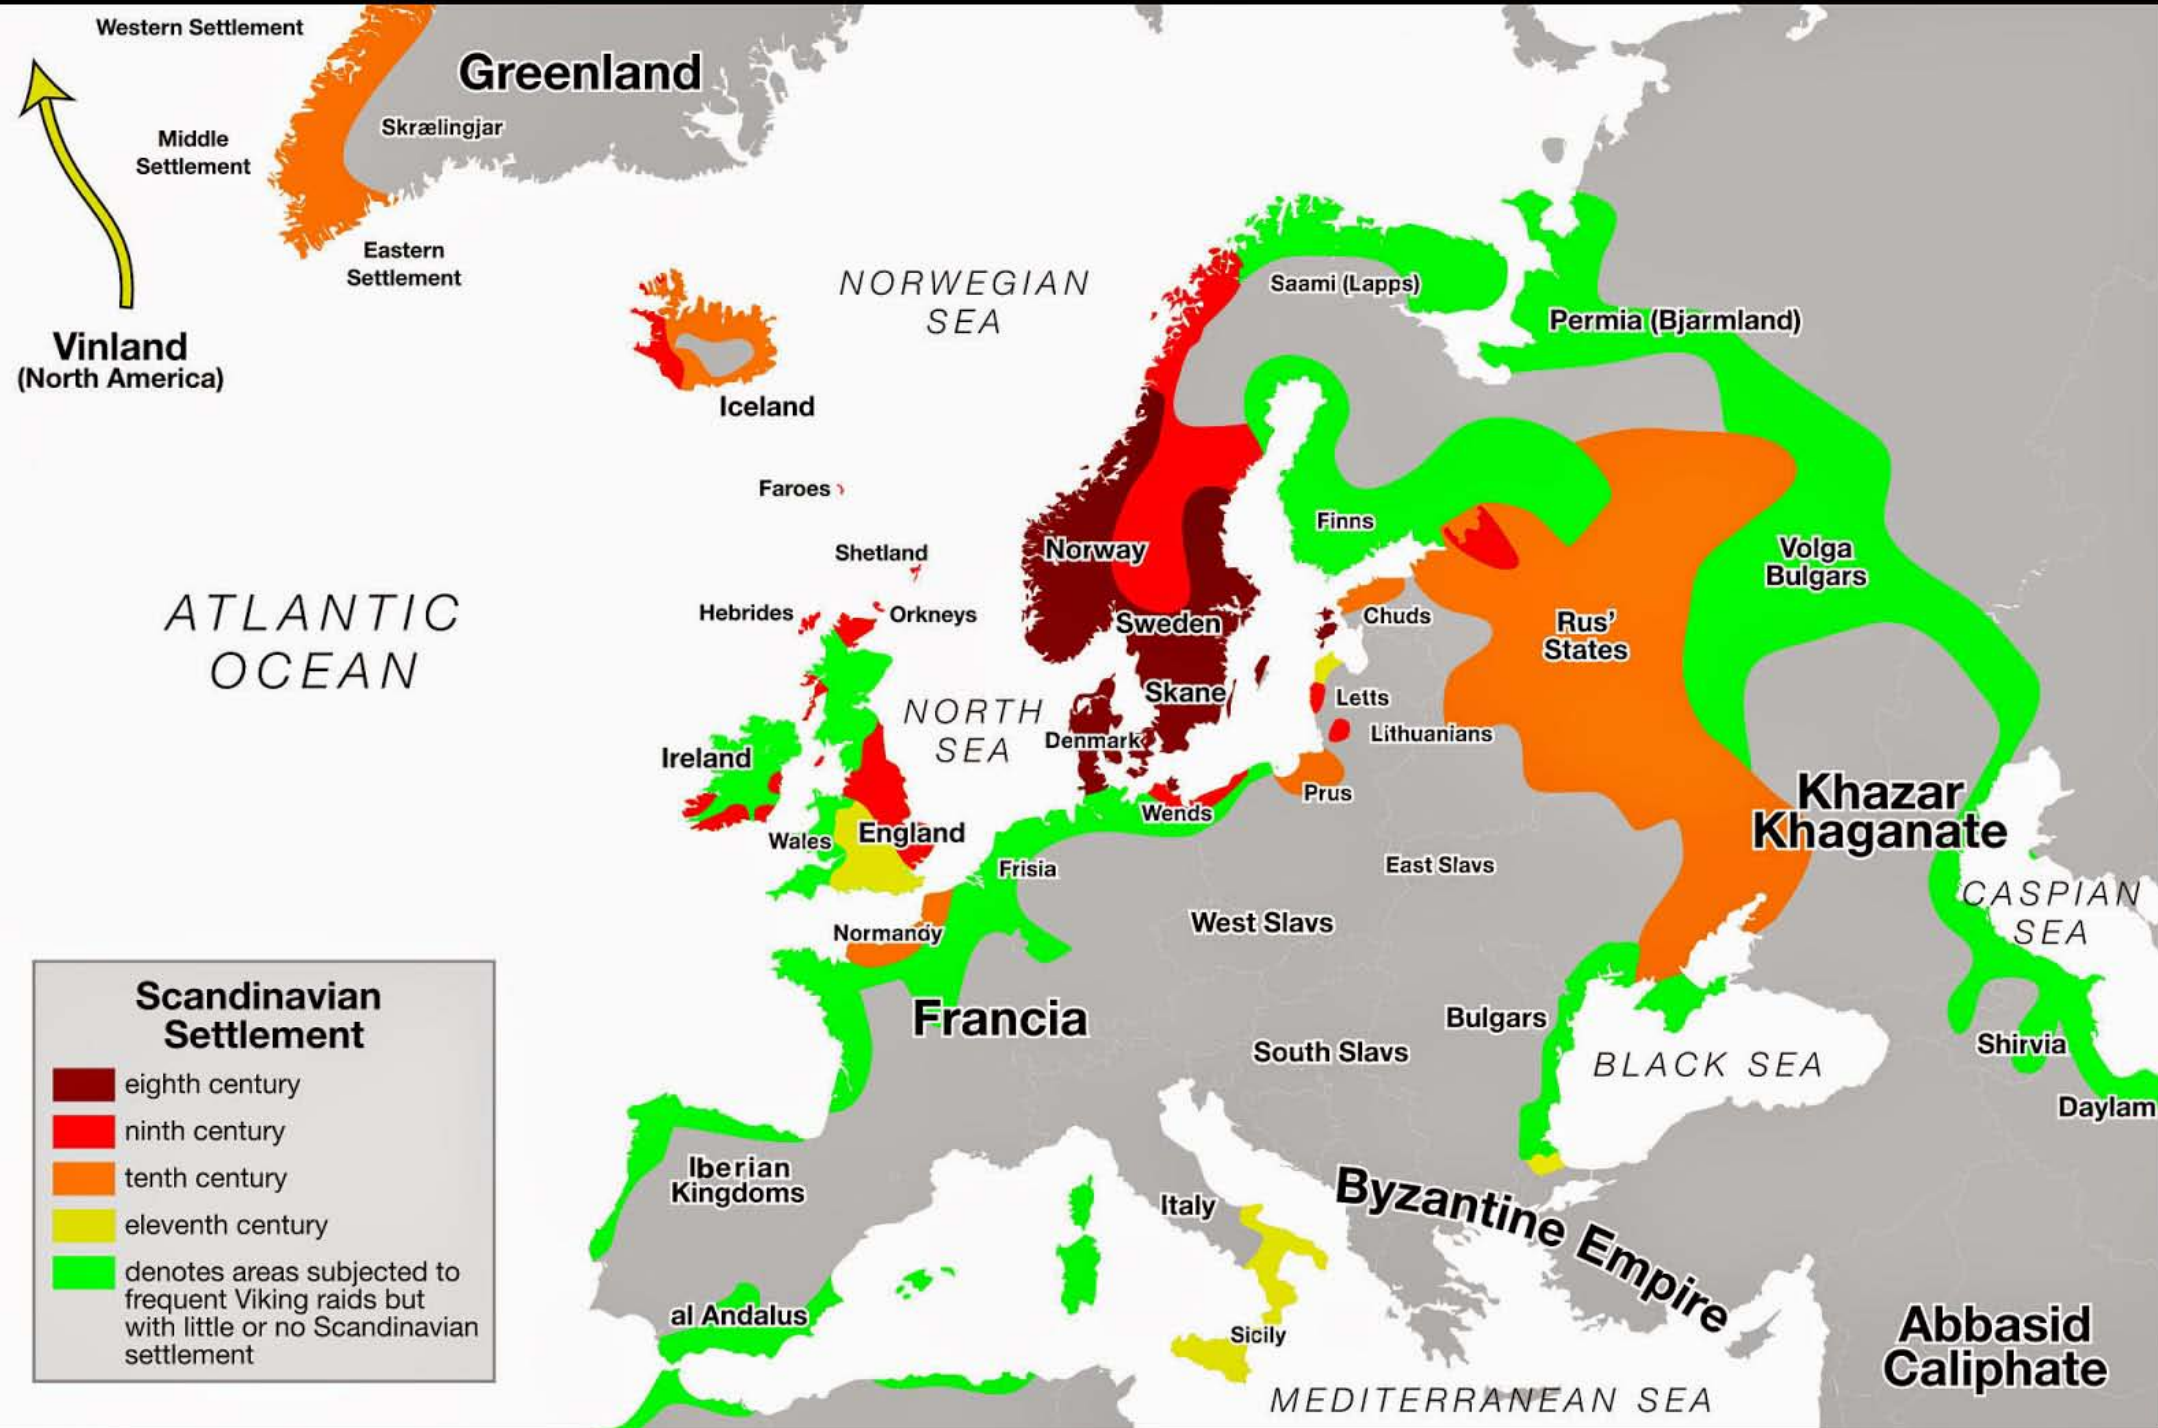 Western Settlement
Greenland
Skrælingjar
Middle
Settlement
Eastern
Settlement
NORWEGIAN
SEA
Saami (Lapps)
Permia (Bjarmland)
Vinland
(North America)
Iceland
Faroes
Finns
Norway
Volga
Bulgars
Shetland
Hebrides
Orkneys
Chuds
Sweden
Rus'
States
ATLANTIC
OCEAN
Skane
Letts
NORTH
SEA
Denmark
Lithuanians
Ireland
Prus
Wends
Khazar
Khaganate
Wales
England
Frisia
East Slavs
CASPIAN
SEA
West Slavs
Normandy
Francia
Bulgars
South Slavs
BLACK SEA
Shirvia
Daylam
Iberian
Kingdoms
Italy
Byzantine Empire
al Andalus
Sicily
Abbasid
Caliphate
MEDITERRANEAN SEA
Scandinavian
Settlement
eighth century
ninth century
tenth century
eleventh century
denotes areas subjected to
frequent Viking raids but
with little or no Scandinavian
settlement